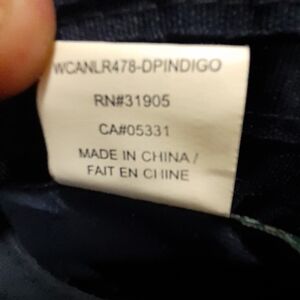 WCANLR478-DPINDIGO
RN#31905
CA#05331
MADE IN CHINA /
FAIT EN CHINE